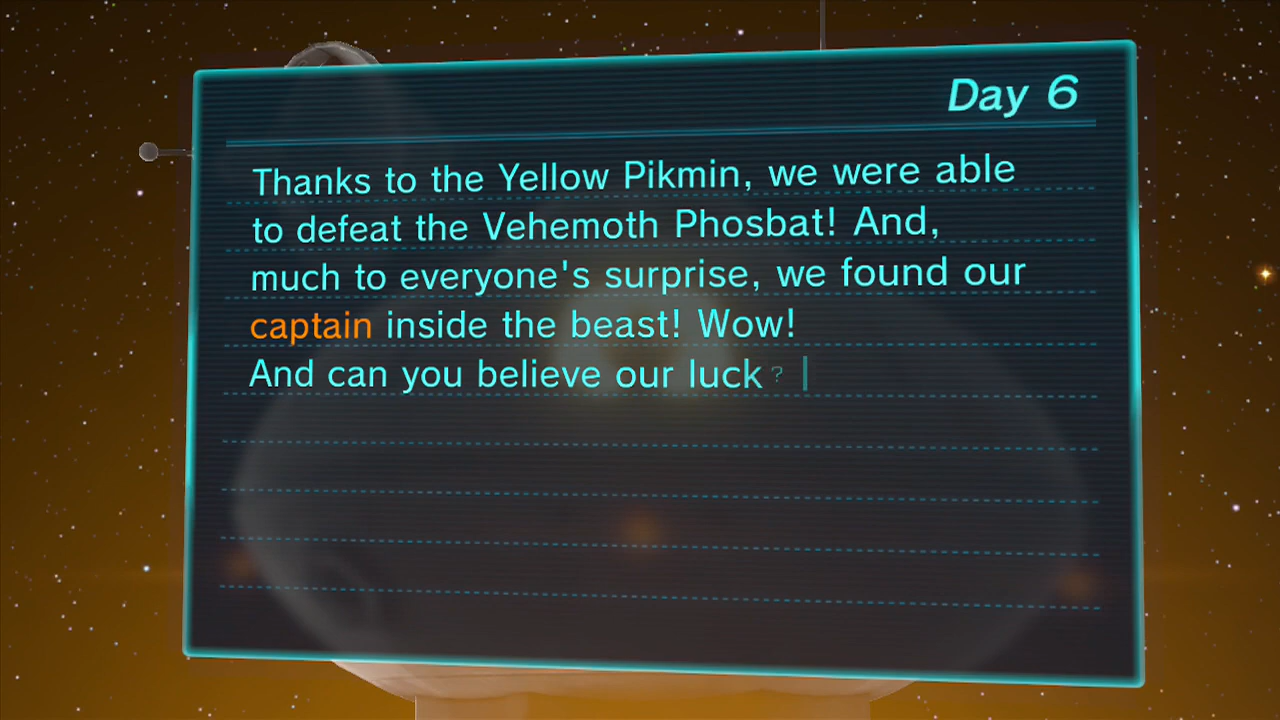 Day 6
Thanks to the Yellow Pikmin, we were able
to defeat the Vehemoth Phosbat! And,
much to everyone's surprise, we found our
captain inside the beast! Wow!
And can you believe our luck?